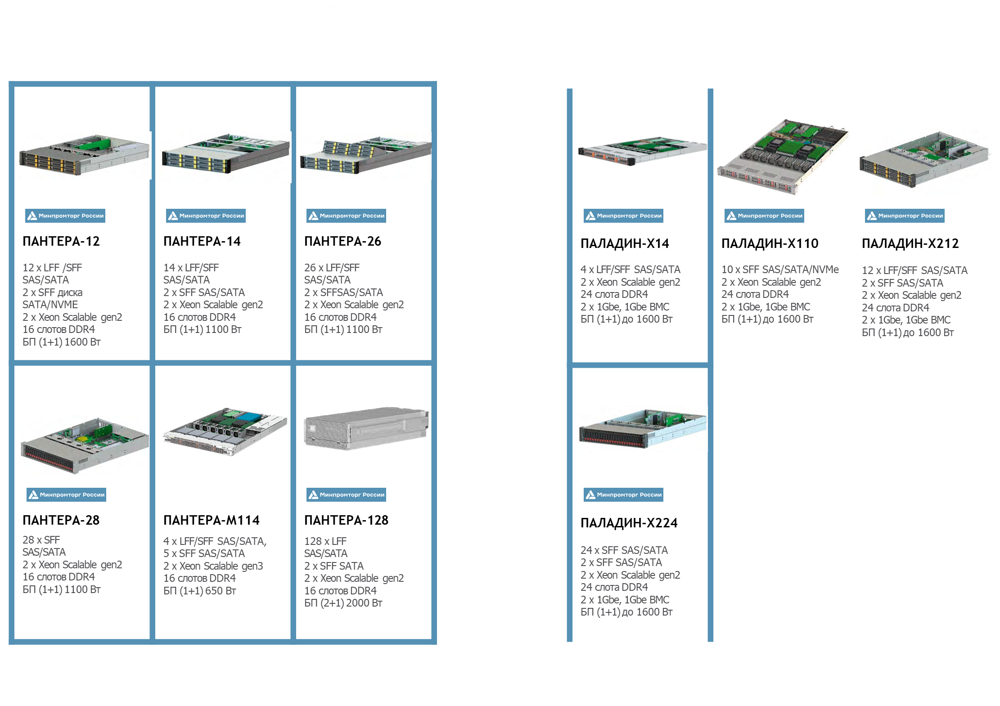 Минпромторг России
ПАНТЕРА-12
12 x LFF /SFF
SAS/SATA
2 x SFF диска
SATA/NVME
2 x Xeon Scalable gen2
16 слотов DDR4
БП (1+1) 1600 Вт
Минпромторг России
ПАНТЕРА-14
14 x LFF/SFF
SAS/SATA
2 x SFF SAS/SATA
2 x Xeon Scalable gen2
16 слотов DDR4
БП (1+1) 1100 Вт
Минпромторг России
ПАНТЕРА-26
26 x LFF/SFF
SAS/SATA
2 x SFFSAS/SATA
2 x Xeon Scalable gen2
16 слотов DDR4
БП (1+1) 1100 Вт
Минпромторг России
ПАНТЕРА-28
28 x SFF
SAS/SATA
2 x Xeon Scalable gen2
16 слотов DDR4
БП (1+1) 1100 Вт
ПАНТЕРА-М114
4 x LFF/SFF SAS/SATA,
5 x SFF SAS/SATA
2 x Xeon Scalable gen3
16 слотов DDR4
БП (1+1) 650 Вт
Минпромторг России
ПАНТЕРА-128
128 x LFF
SAS/SATA
2 x SFF SATA
2 x Xeon Scalable gen2
16 слотов DDR4
БП (2+1) 2000 Вт
Минпромторг России
ПАЛАДИН-Х14
4 x LFF/SFF SAS/SATA
2 x Xeon Scalable gen2
24 слота DDR4
2 x 1Gbe, 1Gbe BMC
БП (1+1) до 1600 Вт
Минпромторг России
ПАЛАДИН-Х110
10 x SFF SAS/SATA/NVMe
2 x Xeon Scalable gen2
24 слота DDR4
2 x 1Gbe, 1Gbe BMC
БП (1+1) до 1600 Вт
Минпромторг России
ПАЛАДИН-Х212
12 x LFF/SFF SAS/SATA
2 x SFF SAS/SATA
2 x Xeon Scalable gen2
24 слота DDR4
2 x 1Gbe, 1Gbe BMC
БП (1+1) до 1600 Вт
Минпромторг России
ПАЛАДИН-Х224
24 x SFF SAS/SATA
2 x SFF SAS/SATA
2 x Xeon Scalable gen2
24 слота DDR4
2 x 1Gbe, 1Gbe BMC
БП (1+1) до 1600 Вт